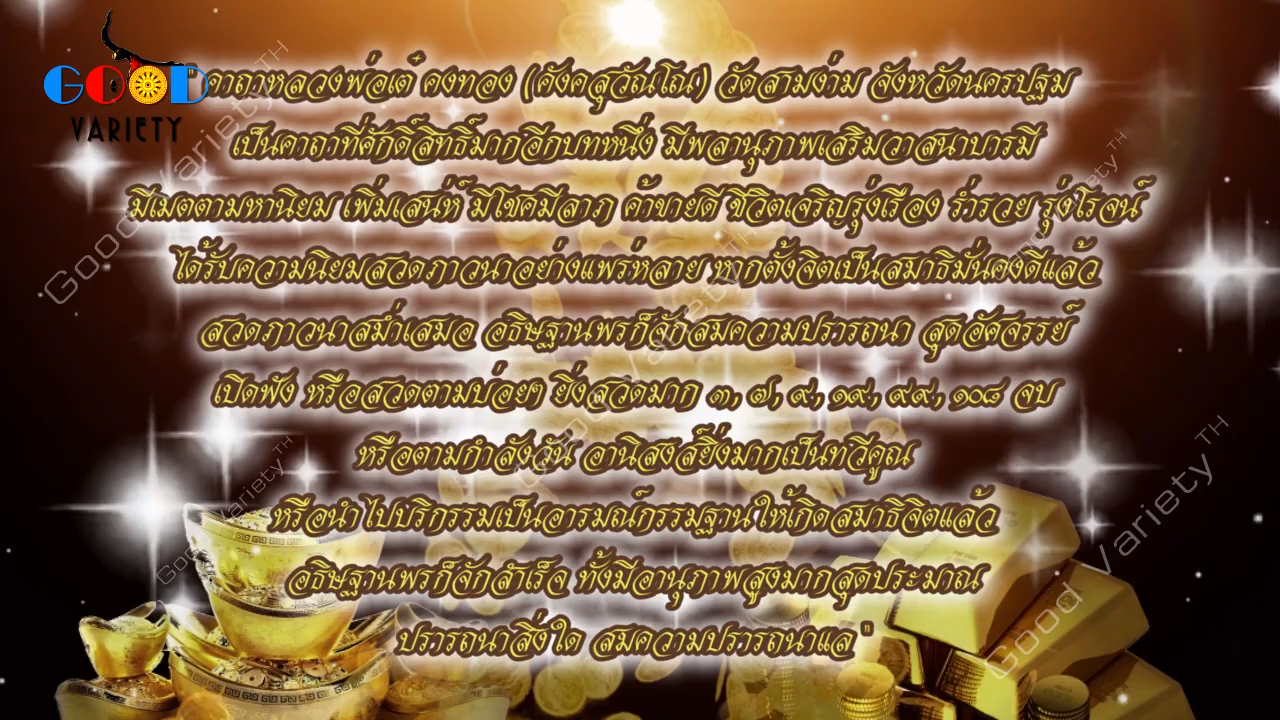 GOOD
VARIETY
" คาถาหลวงพ่อเต๋ คงทอง (คังคสุวัณโณ) วัดสามง่าม จังหวัดนครปฐม
เป็นคาถาที่ศักดิ์สิทธิ์มากอีกบทหนึ่ง มีพลานุภาพเสริมวาสนาบารมี
มีเมตตามหานิยม เพิ่มเสน่ห์ มีโชคมีลาภ ค้าขายดี ชีวิตเจริญรุ่งเรือง ร่ำรวย รุ่งโรจน์
ได้รับความนิยมสวดภาวนาอย่างแพร่หลาย หากตั้งจิตเป็นสมาธิมั่นคงดีแล้ว
สวดภาวนาสม่ำเสมอ อธิษฐานพรก็จักสมความปรารถนา สุดอัศจรรย์
เปิดฟัง หรือสวดตามบ่อยๆ ยิ่งสวดมาก ๓, ๗, ๙, ๑๙, ๙๙, ๑๐๘ จบ
หรือตามกำลังวัน อานิสงส์ยิ่งมากเป็นทวีคูณ
หรือนำไปบริกรรมเป็นอารมณ์กรรมฐานให้เกิดสมาธิจิตแล้ว
อธิษฐานพรก็จักสำเร็จ ทั้งมีอานุภาพสูงมากสุดประมาณ
ปรารถนาสิ่งใด สมความปรารถนาแล "
Good Variety TH
Good Variety TH
Good Variety TH
Good Variety TH
Good Variety TH
Good Variety TH